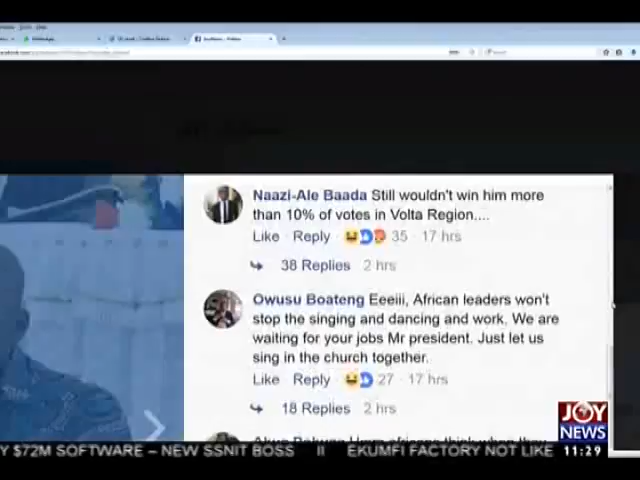 Naazi-Ale Baada Still wouldn't win him more
than 10% of votes in Volta Region....
Like · Reply · 35 · 17 hrs
38 Replies · 2 hrs
Owusu Boateng Eeeiii, African leaders won't
stop the singing and dancing and work. We are
waiting for your jobs Mr president. Just let us
sing in the church together.
Like · Reply · 27 · 17 hrs
18 Replies · 2 hrs
JOY
NEWS
Y $72M SOFTWARE – NEW SSNIT BOSS II EKUMFI FACTORY NOT LIKE
11:29